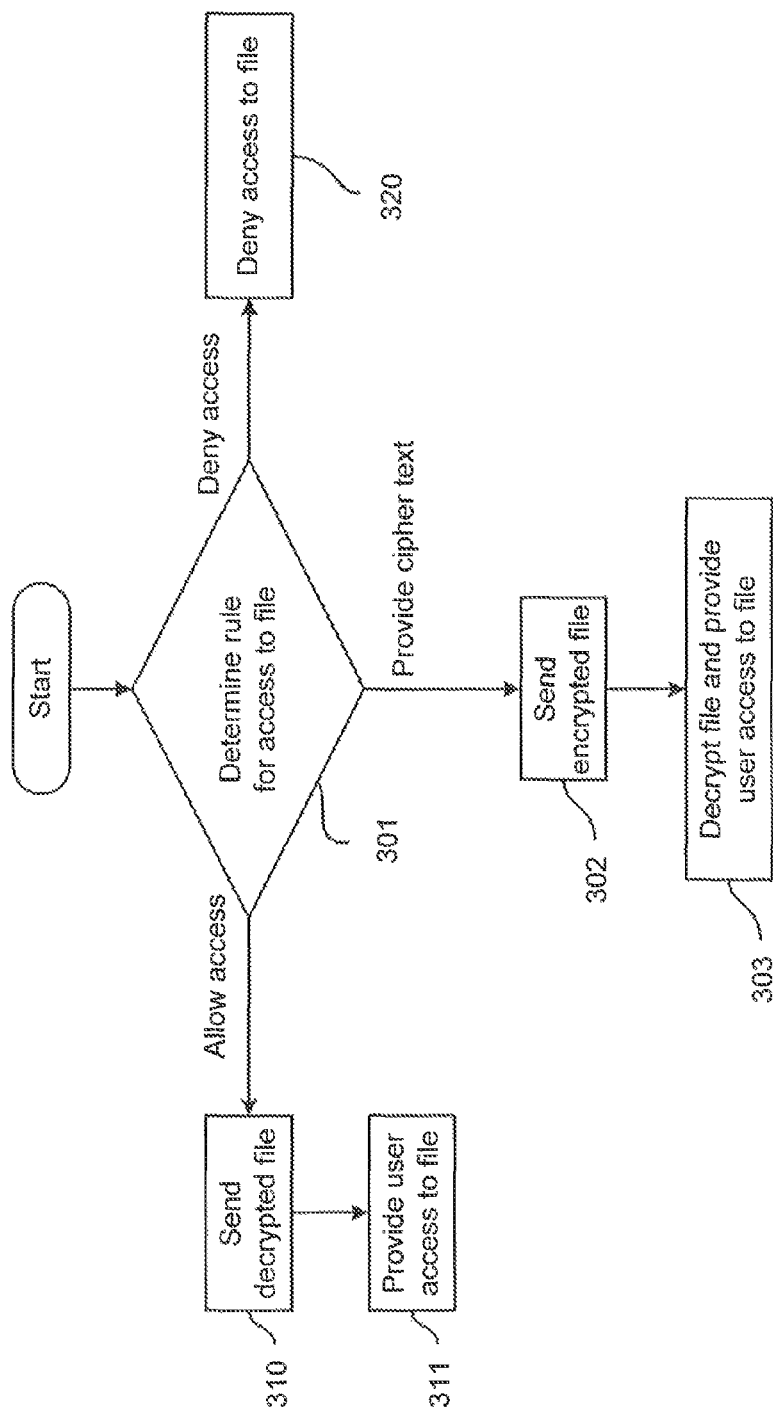 Start
Determine rule
for access to file
301
Allow access
Deny access
Provide cipher text
Send
decrypted file
310
Provide user
access to file
311
Send
encrypted file
302
Decrypt file and provide
user access to file
303
Deny access to file
320